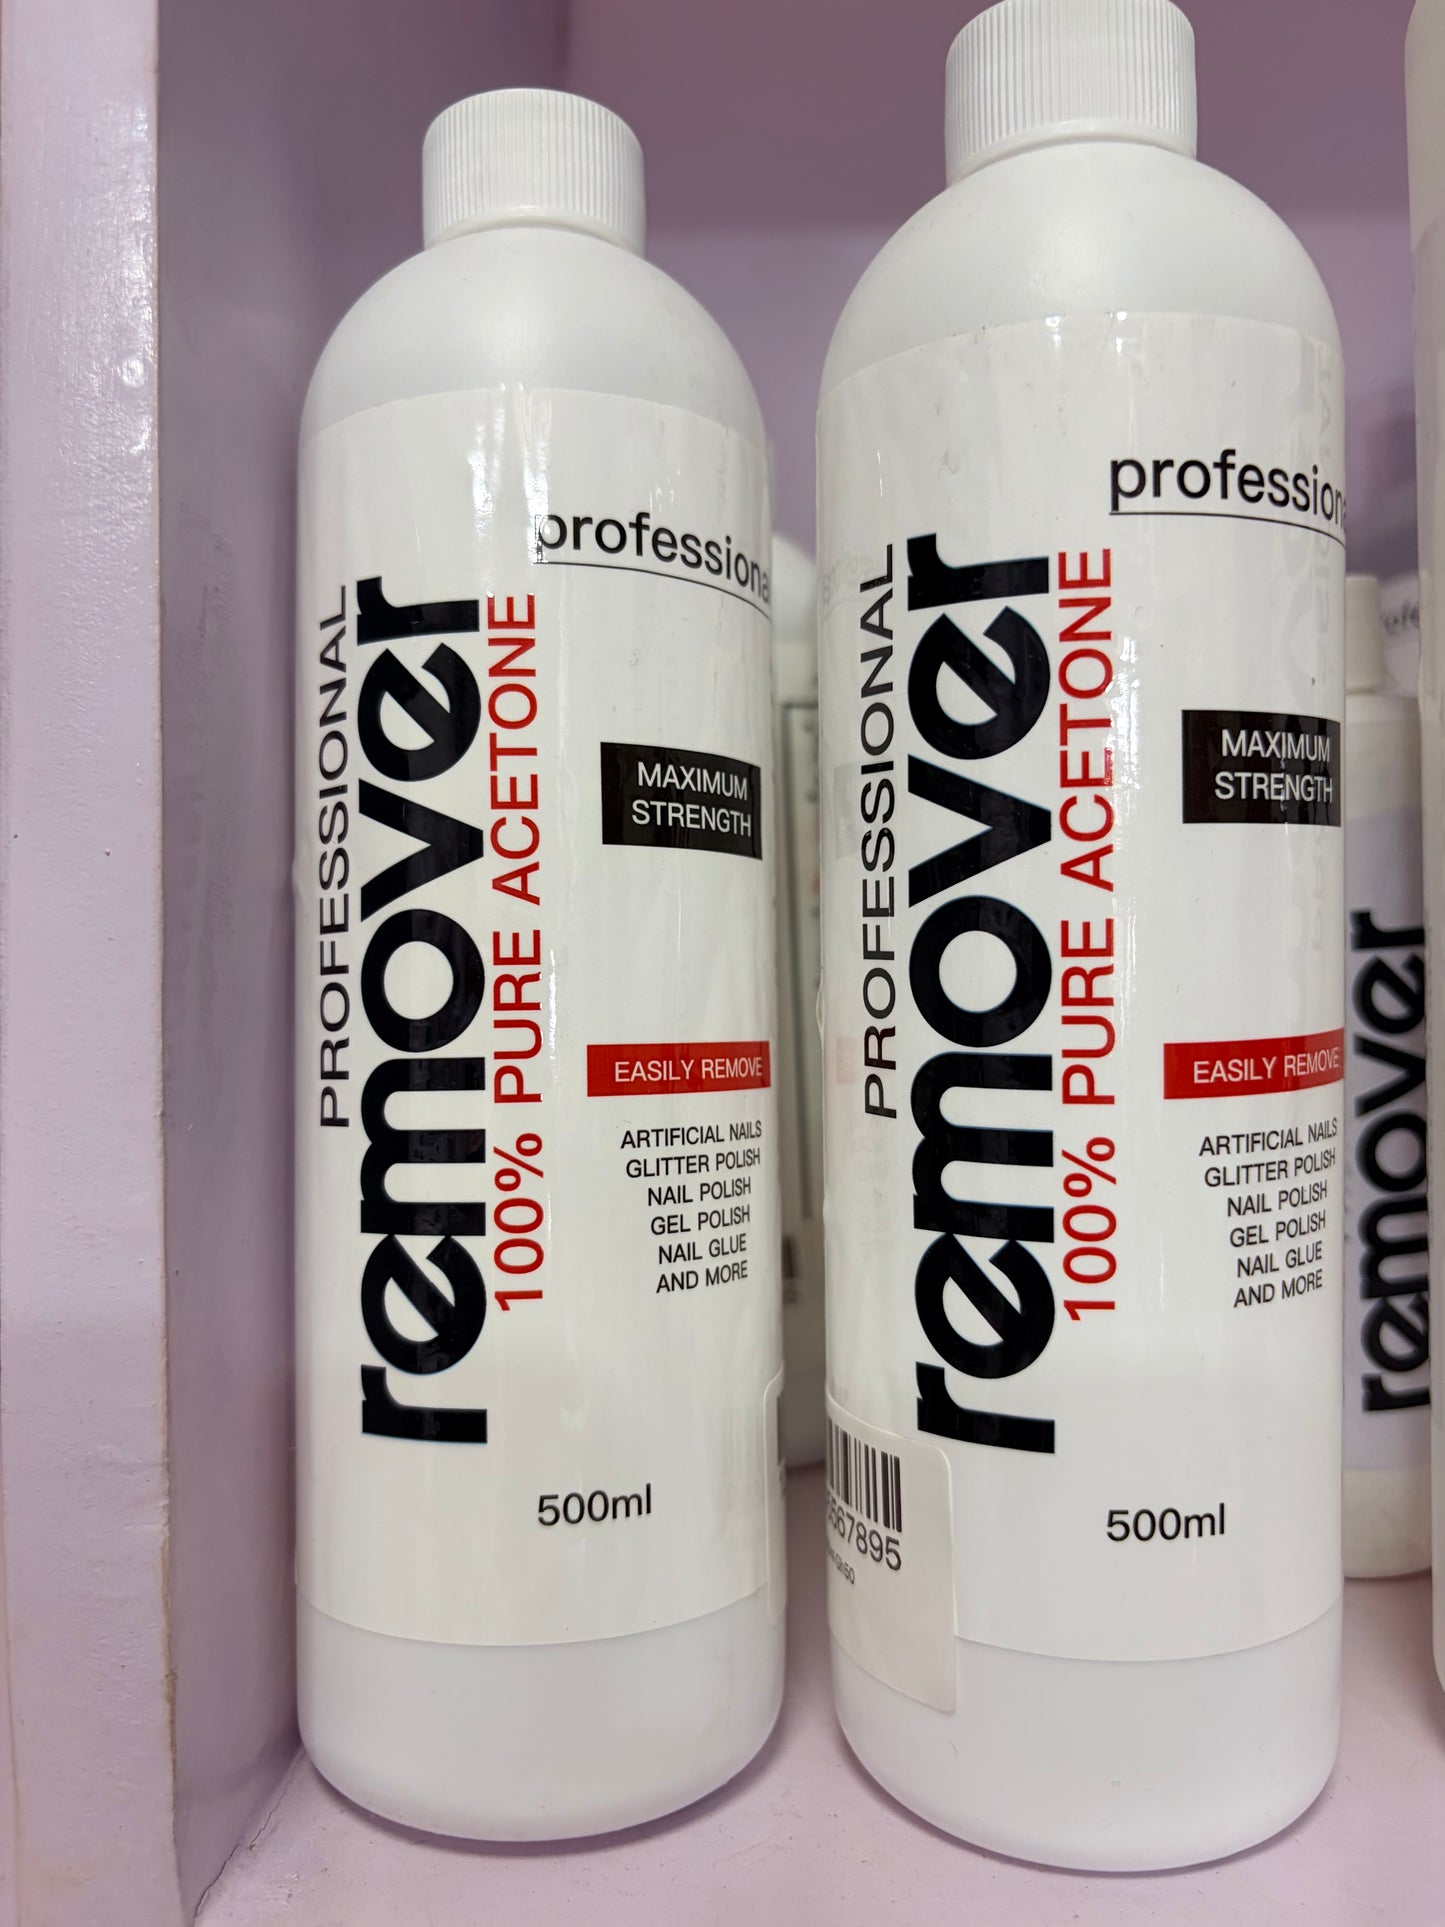 PROFESSIONAL
remover
100% PURE ACETONE
professional
MAXIMUM
STRENGTH
EASILY REMOVE
ARTIFICIAL NAILS
GLITTER POLISH
NAIL POLISH
GEL POLISH
NAIL GLUE
AND MORE
500ml
PROFESSIONAL
remover
100% PURE ACETONE
professional
MAXIMUM
STRENGTH
EASILY REMOVE
ARTIFICIAL NAILS
GLITTER POLISH
NAIL POLISH
GEL POLISH
NAIL GLUE
AND MORE
500ml
567895
remover